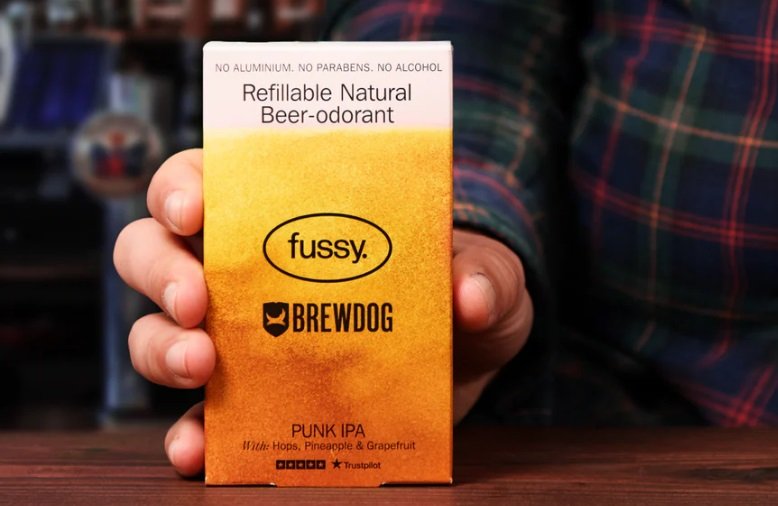 NO ALUMINIUM. NO PARABENS. NO ALCOHOL
Refillable Natural
Beer-odorant
fussy.
BREWDOG
PUNK IPA
With: Hops, Pineapple & Grapefruit
Trustpilot